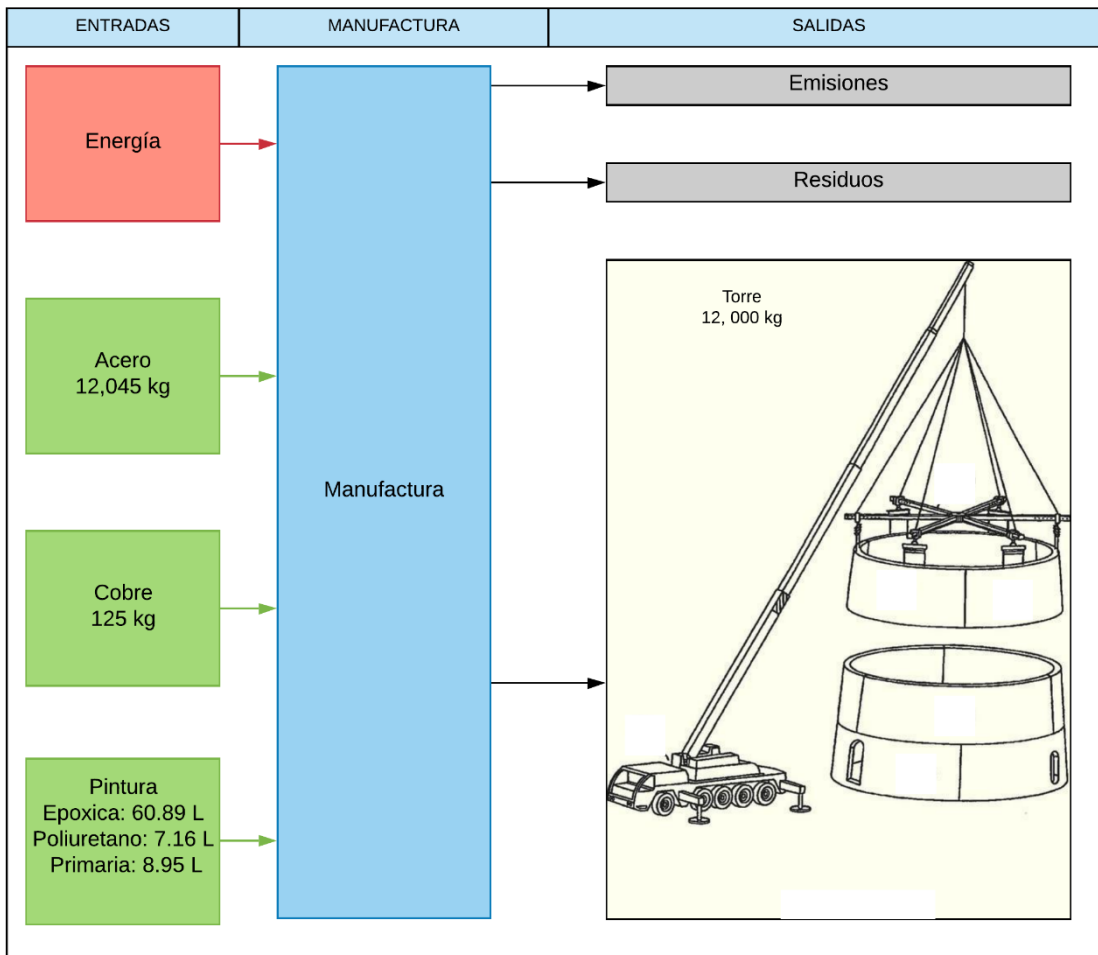 ENTRADAS
MANUFACTURA
SALIDAS
Energía
Acero
12,045 kg
Cobre
125 kg
Pintura
Epoxica: 60.89 L
Poliuretano: 7.16 L
Primaria: 8.95 L
Manufactura
Emisiones
Residuos
Torre
12, 000 kg